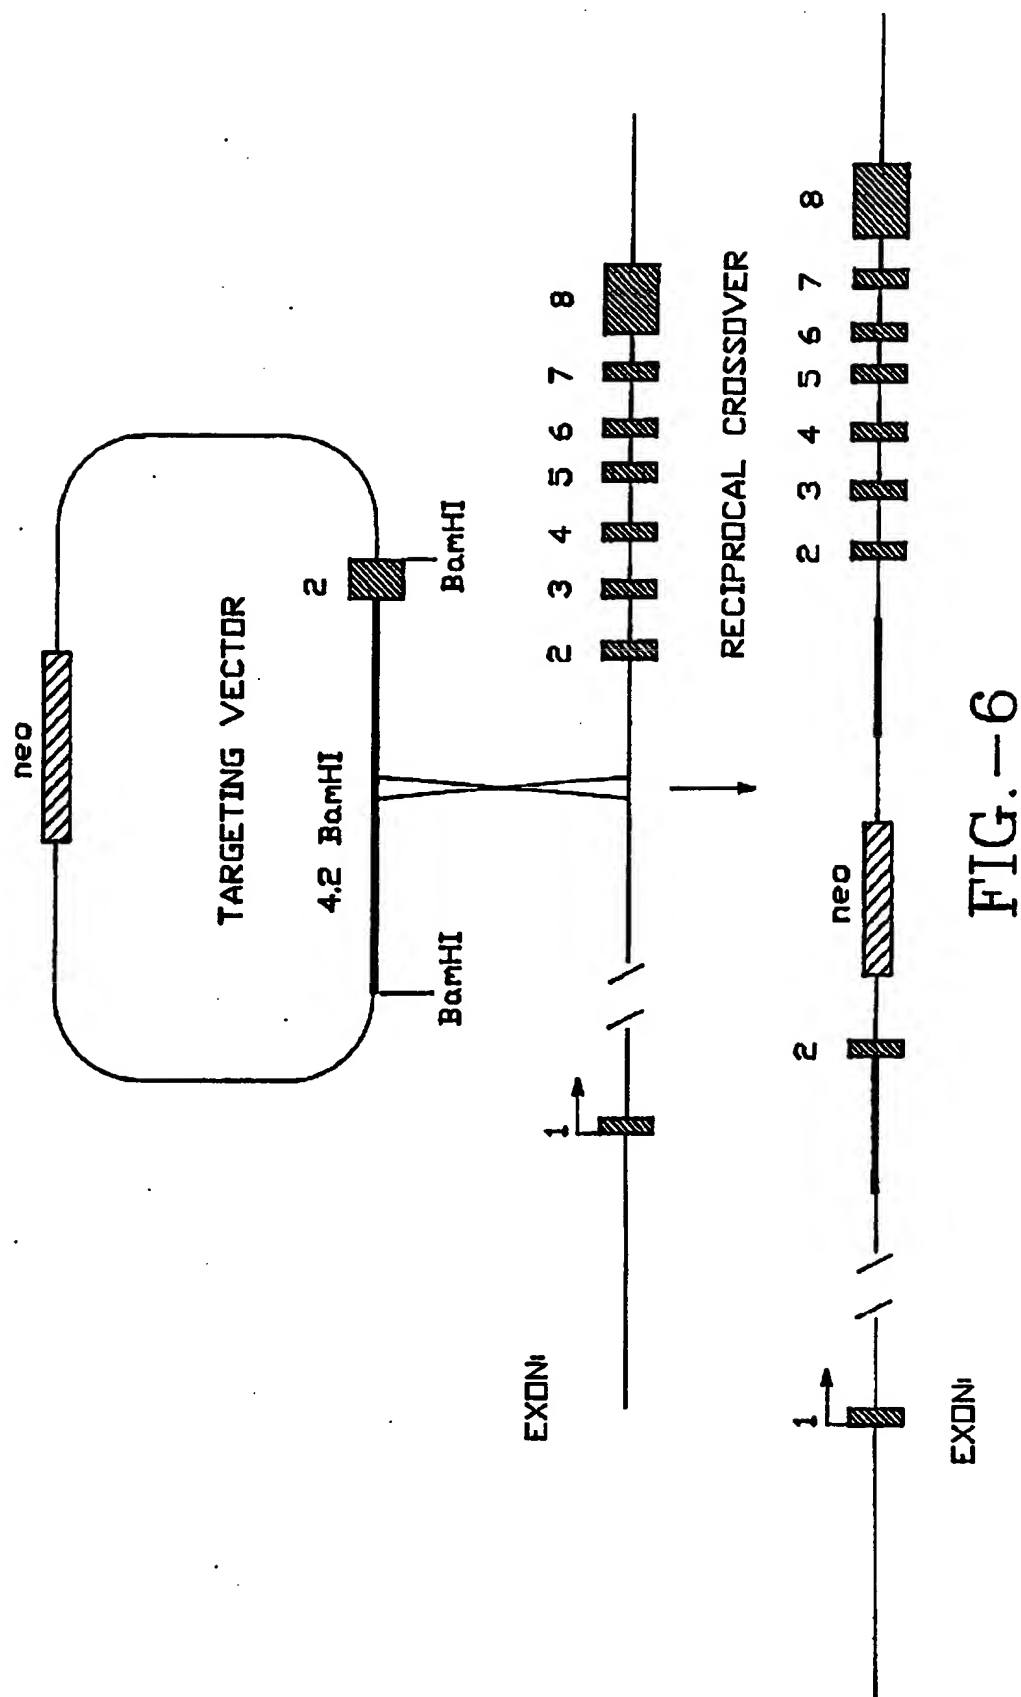 neo
TARGETING VECTOR
4.2 BamHI
2
BamHI
BamHI
EXON:
1
2
3
4
5
6
7
8
RECIPROCAL CROSSOVER
1
2
neo
2
3
4
5
6
7
8
EXON:
FIG.-6